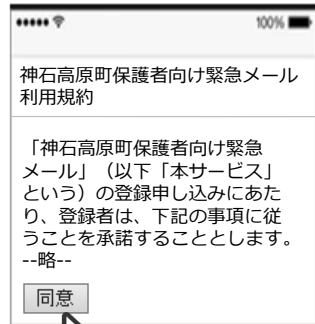 100%
神石高原町保護者向け緊急メール
利用規約
「神石高原町保護者向け緊急
メール」（以下「本サービス」
という）の登録申し込みにあた
り、登録者は、下記の事項に従
うことを承諾することとします。
--略--
同意